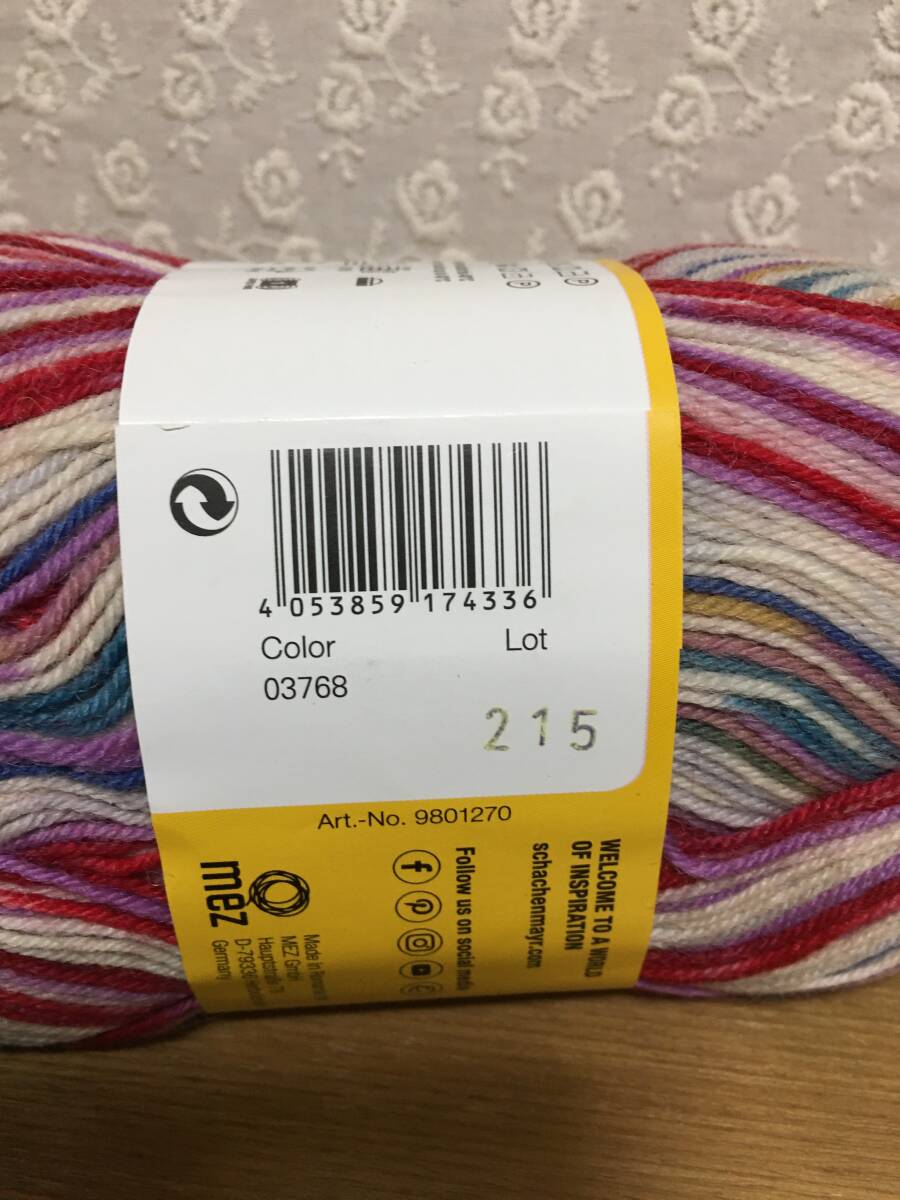 4 053859 174336
Color
Lot
03768
215
Art.-No. 9801270
WELCOME TO A WORLD
OF INSPIRATION
schachenmayr.com
Follow us on social media
mez
Made in
MEZ GmbH
Germany